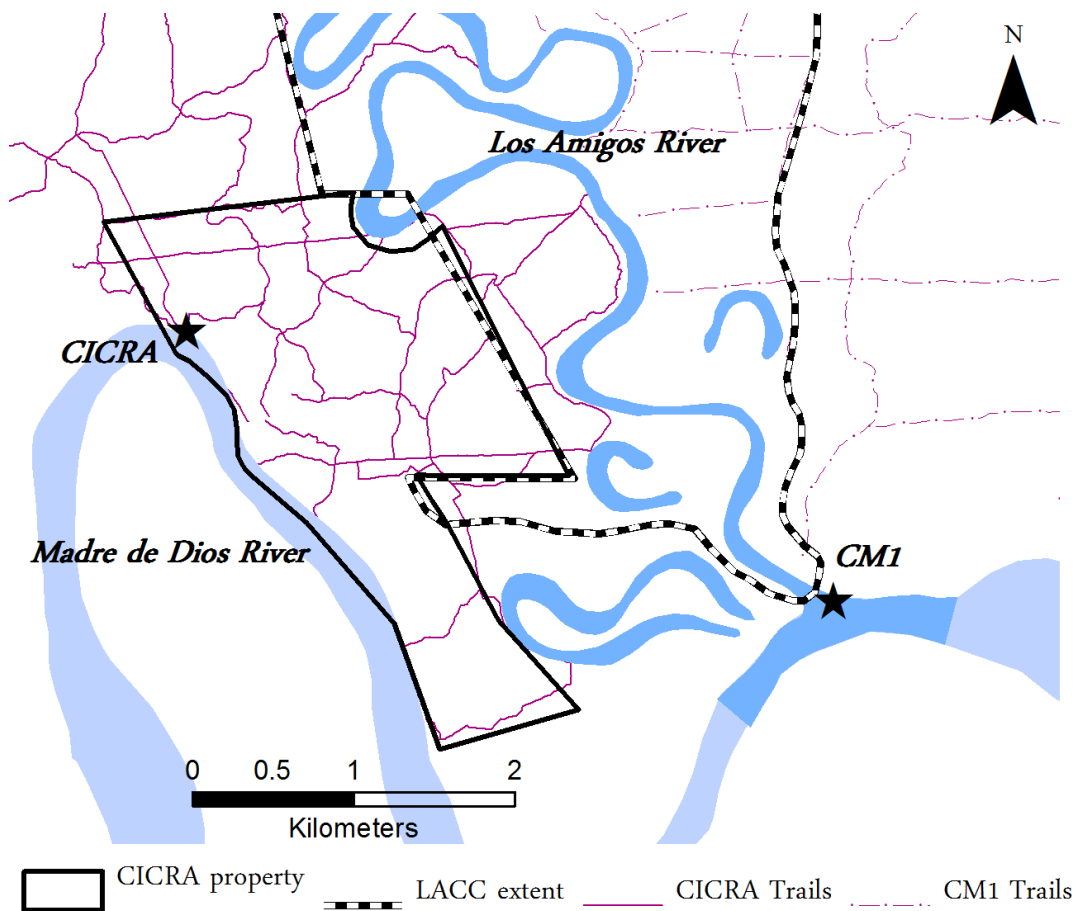 N
Los Amigos River
CICRA
Madre de Dios River
CM1
0 0.5 1 2
Kilometers
CICRA property
LACC extent
CICRA Trails
CM1 Trails